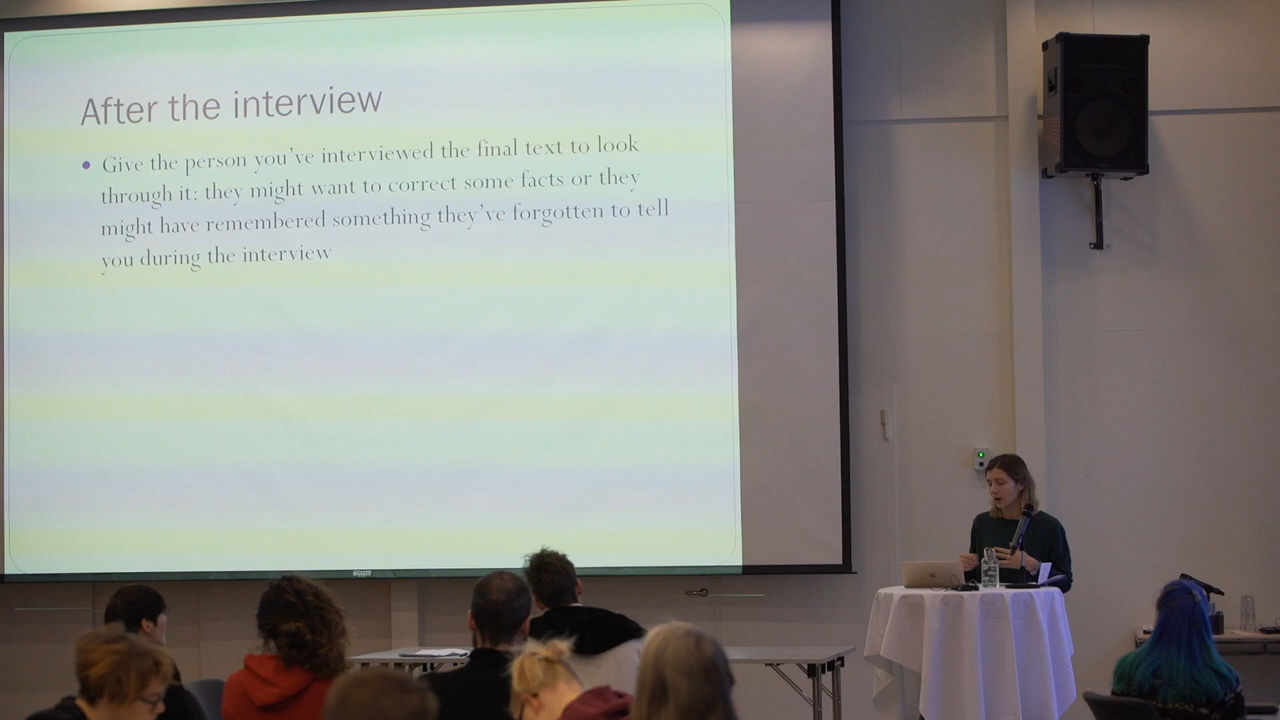 After the interview
• Give the person you've interviewed the final text to look
through it: they might want to correct some facts or they
might have remembered something they've forgotten to tell
you during the interview